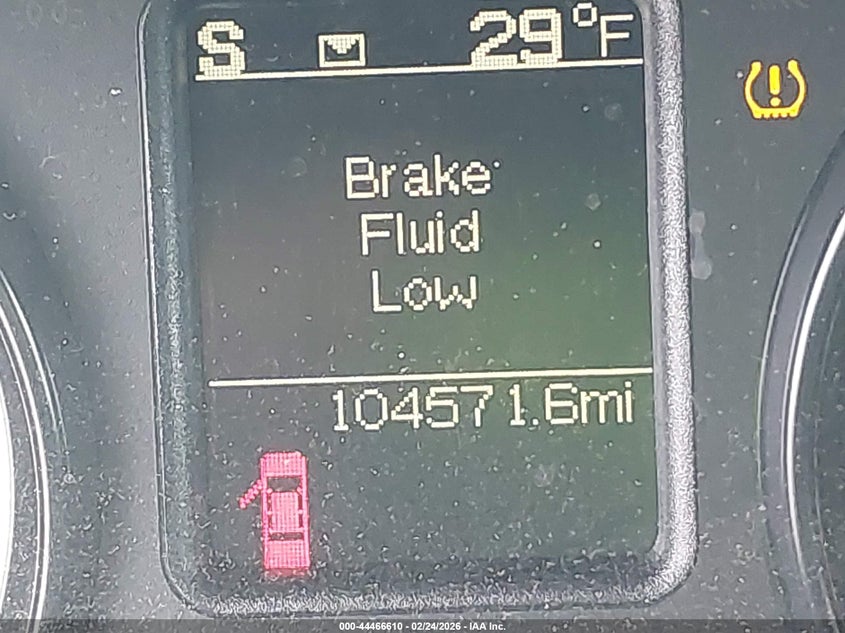 S 29°F
Brake
Fluid
Low
104571.6mi
000-44466610 - 02/24/2026 - IAA Inc.